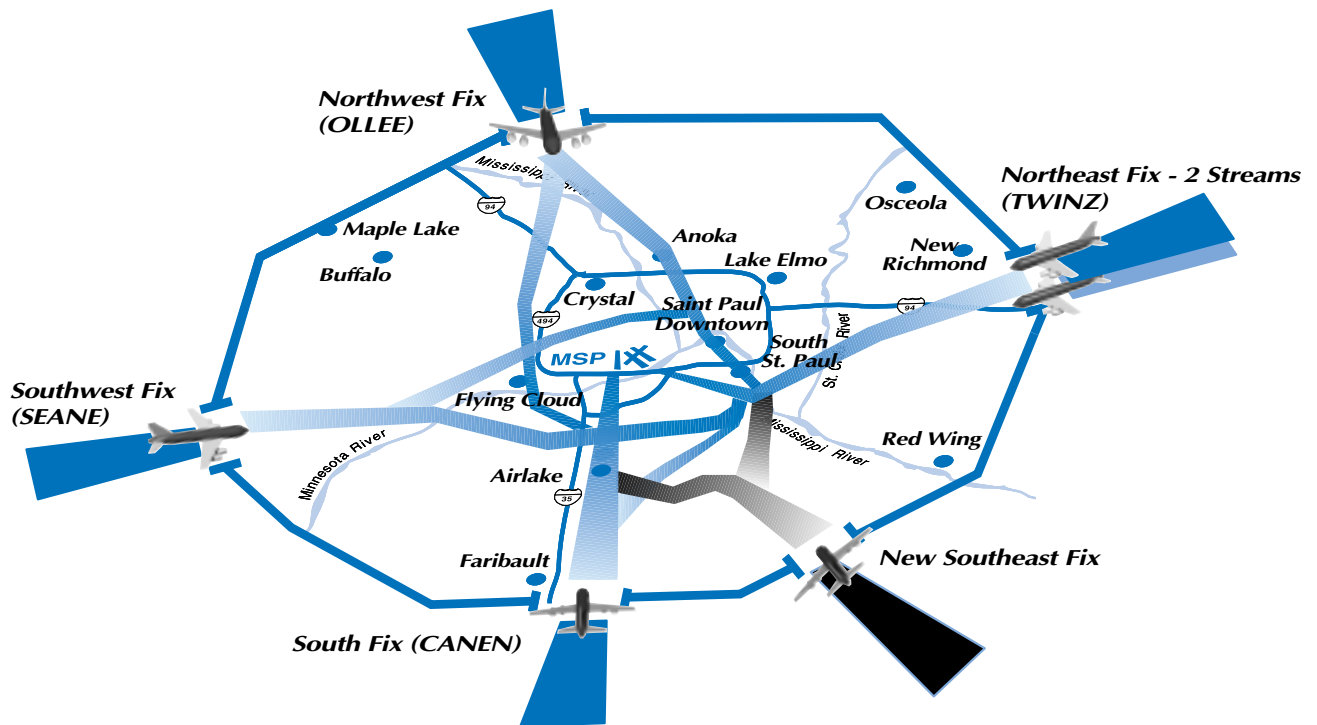 Northwest Fix
(OLLEE)
Mississippi River
Northeast Fix - 2 Streams
(TWINZ)
94
Osceola
Maple Lake
Anoka
New
Richmond
Buffalo
Lake Elmo
Crystal
Saint Paul
Downtown
94
494
South
St. Paul
MSP
St. C River
Southwest Fix
(SEANE)
Flying Cloud
Minnesota River
Mississippi River
Red Wing
Airlake
35
Faribault
New Southeast Fix
South Fix (CANEN)